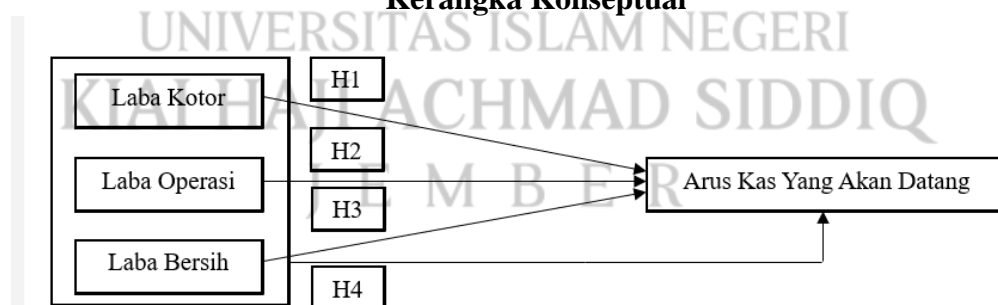 Kerangka Konseptual
UNIVERSITAS ISLAM NEGERI
KIAI HAJI ACHMAD SIDDIQ
JEMBER
H1
Laba Kotor
H2
Laba Operasi
Arus Kas Yang Akan Datang
H3
Laba Bersih
H4